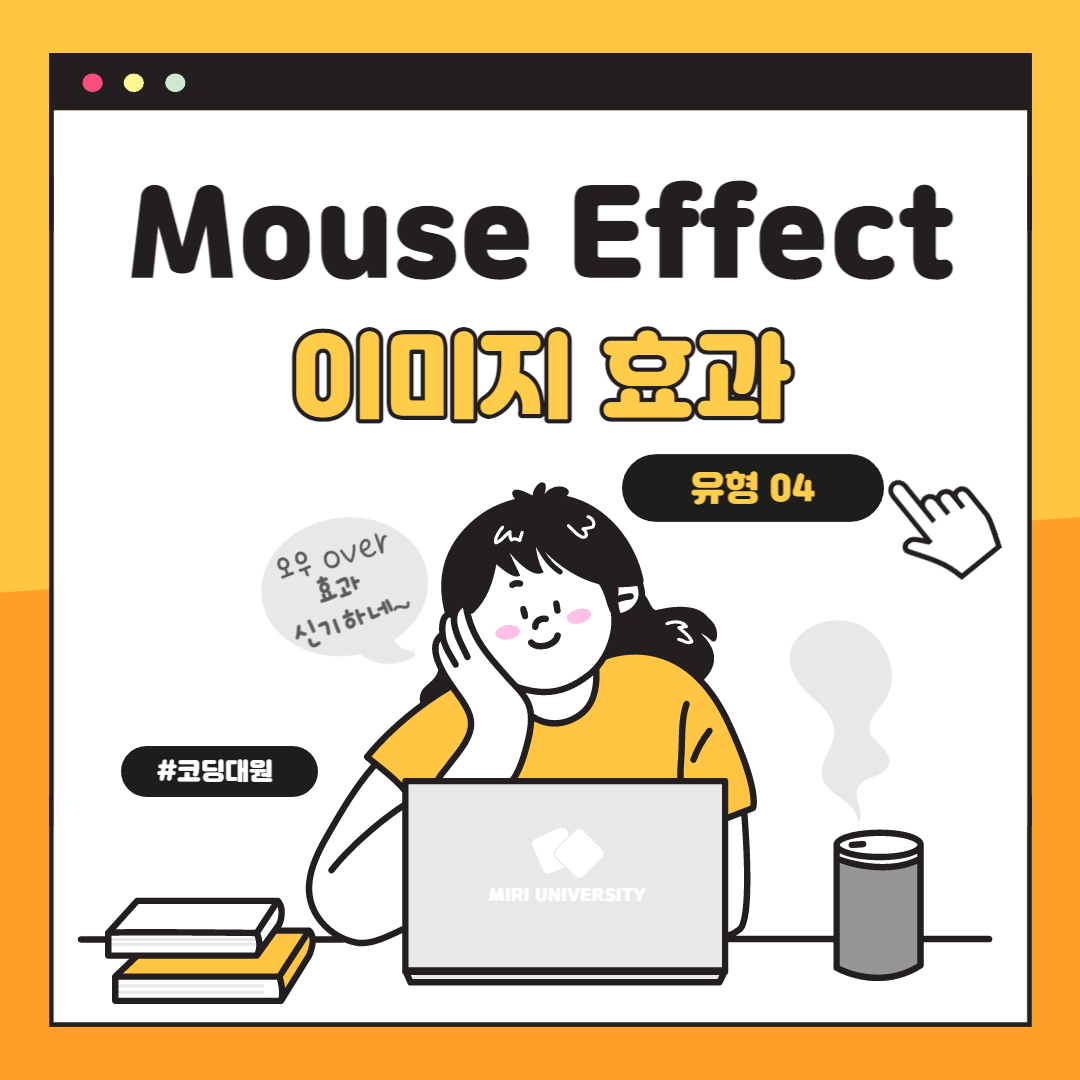 Mouse Effect
이미지 효과
유형 04
오우 over
효과
신기하네~
#코딩대원
MIRI UNIVERSITY